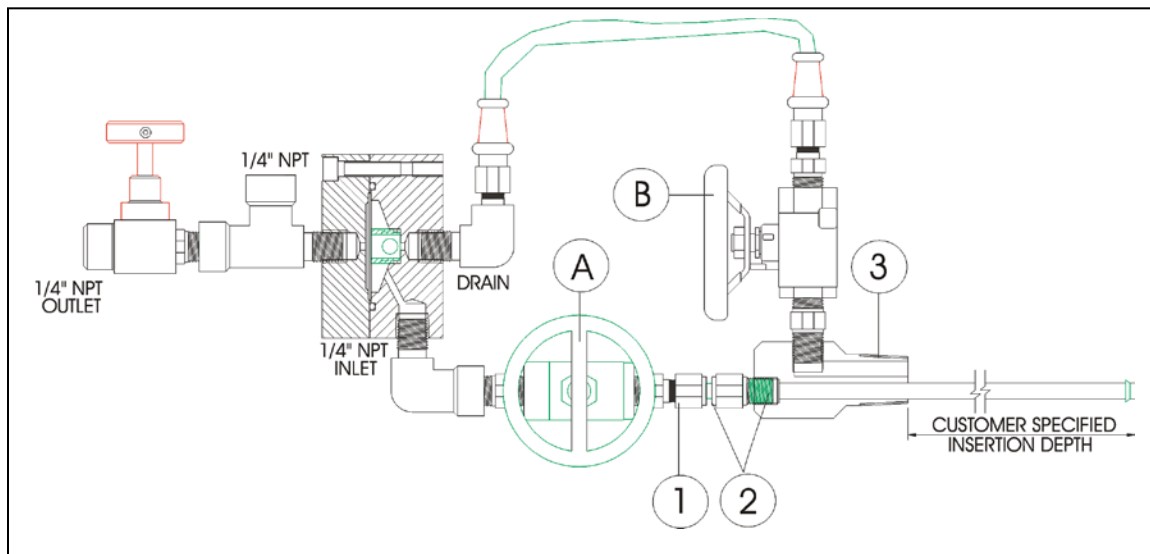 1/4" NPT
B
A
3
1/4" NPT
OUTLET
DRAIN
1/4" NPT
INLET
CUSTOMER SPECIFIED
INSERTION DEPTH
1
2